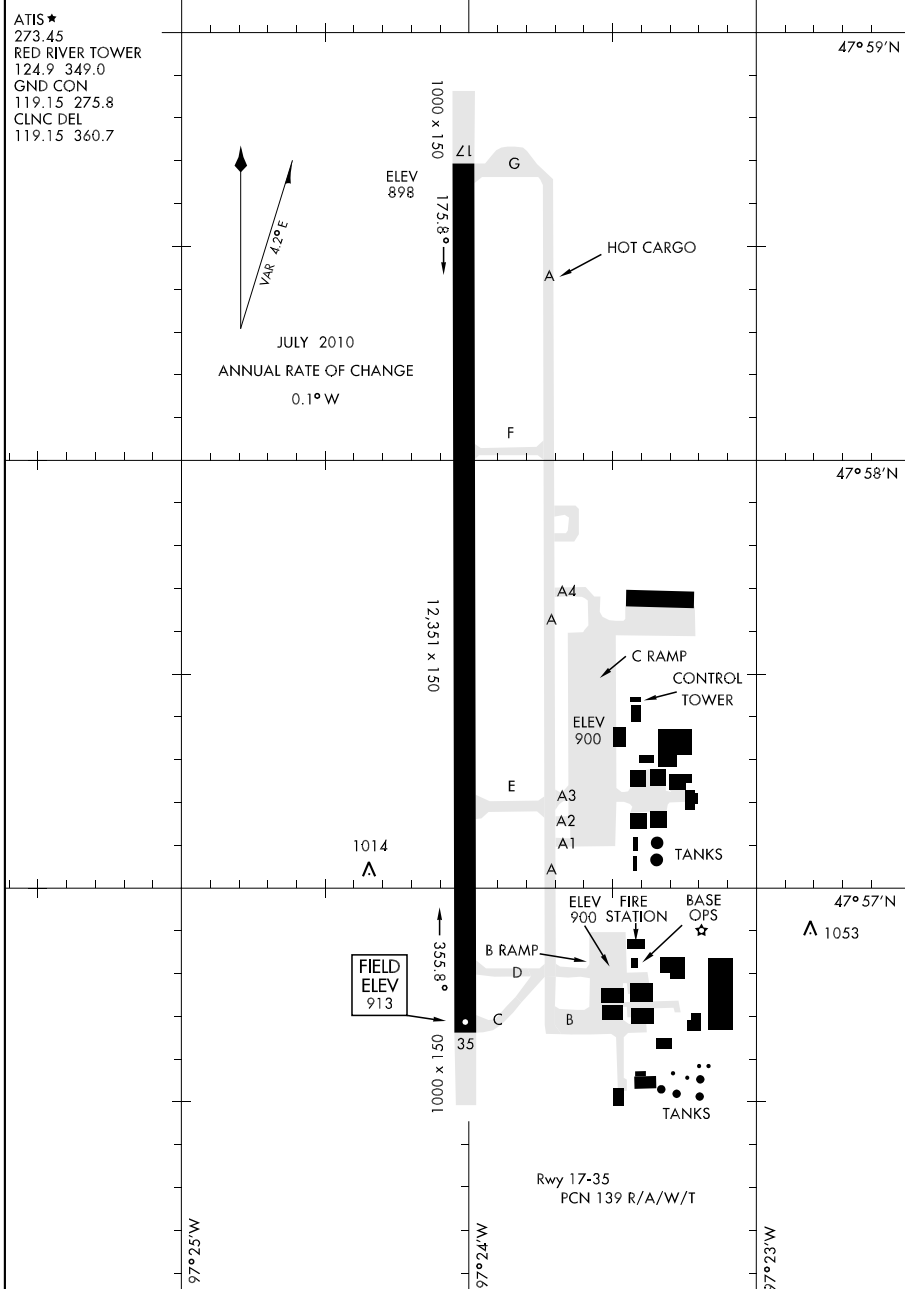 ATIS ★
273.45
RED RIVER TOWER
124.9 349.0
GND CON
119.15 275.8
CLNC DEL
119.15 360.7
47°59'N
1000 x 150
17
G
ELEV
898
175.8°
VAR 4.2° E
HOT CARGO
A
JULY 2010
ANNUAL RATE OF CHANGE
0.1° W
F
47°58'N
A4
A
12,351 x 150
C RAMP
CONTROL
TOWER
ELEV
900
E
A3
A2
A1
1014
TANKS
A
47°57'N
ELEV
900
FIRE
STATION
BASE
OPS
1053
B RAMP
D
355.8°
FIELD
ELEV
913
C
B
35
1000 x 150
TANKS
Rwy 17-35
PCN 139 R/A/W/T
97°25'W
97°24'W
97°23'W